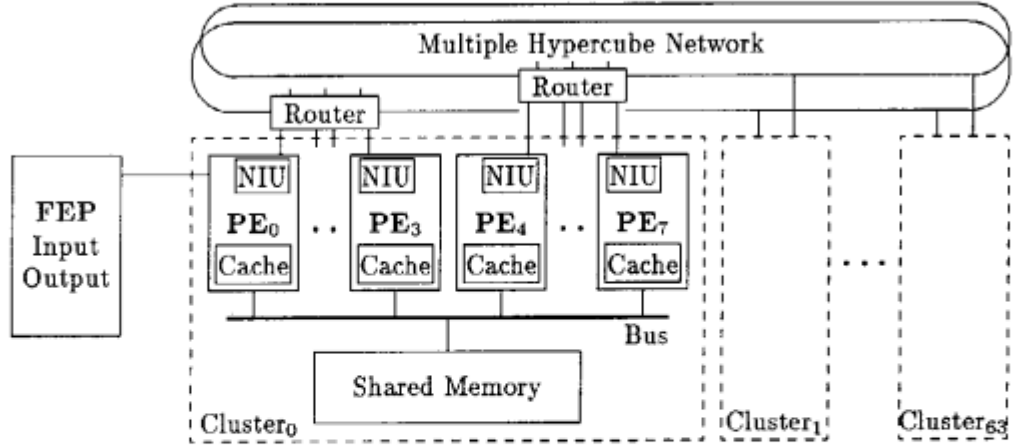 Multiple Hypercube Network
Router
Router
FEP
Input
Output
NIU
NIU
NIU
NIU
PE₀
··
PE₃
PE₄
··
PE₇
Cache
Cache
Cache
Cache
···
Bus
Shared Memory
Cluster₀
Cluster₁
Cluster₆₃